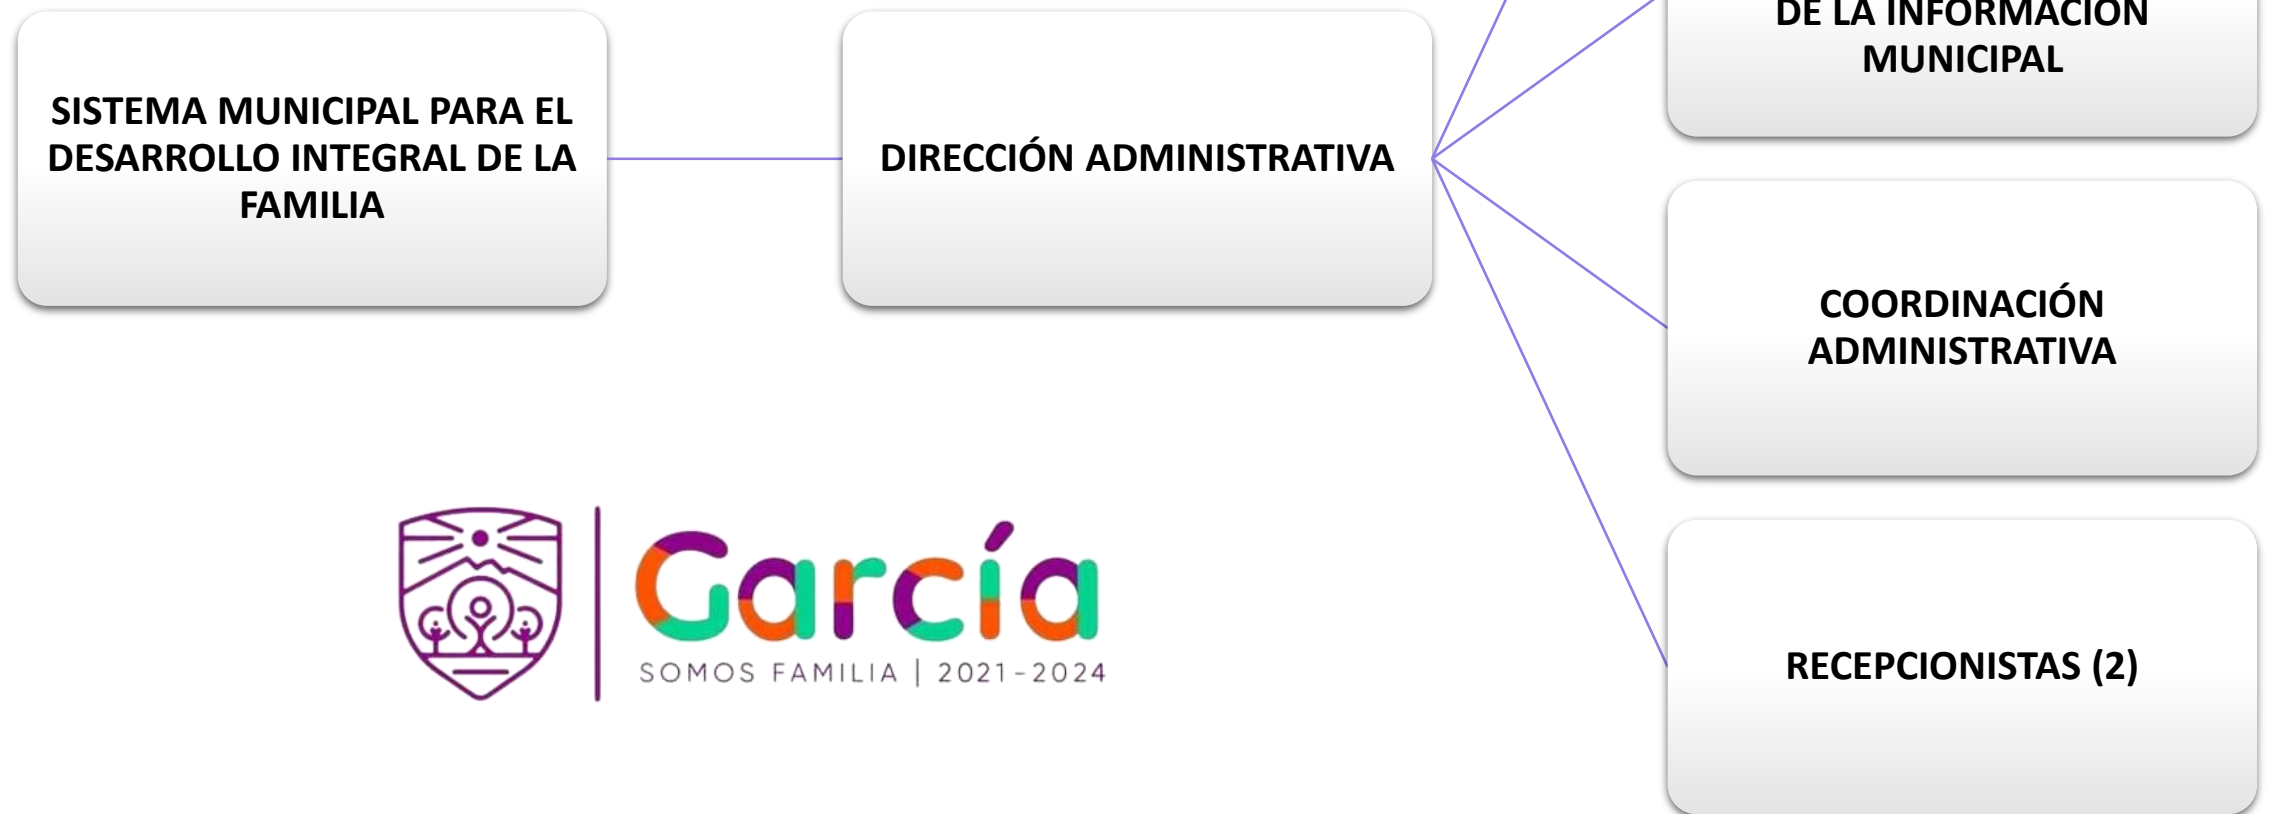 SISTEMA MUNICIPAL PARA EL
DESARROLLO INTEGRAL DE LA
FAMILIA
DIRECCIÓN ADMINISTRATIVA
DE LA INFORMACIÓN
MUNICIPAL
COORDINACIÓN
ADMINISTRATIVA
RECEPCIONISTAS (2)
García
SOMOS FAMILIA | 2021-2024